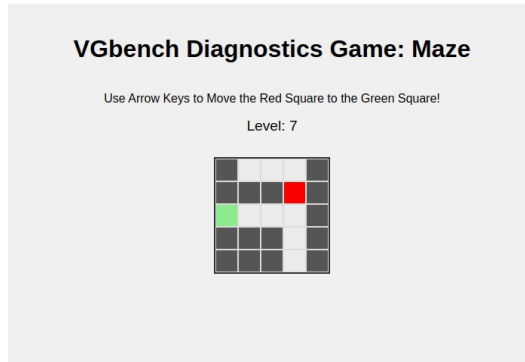 VGbench Diagnostics Game: Maze
Use Arrow Keys to Move the Red Square to the Green Square!
Level: 7